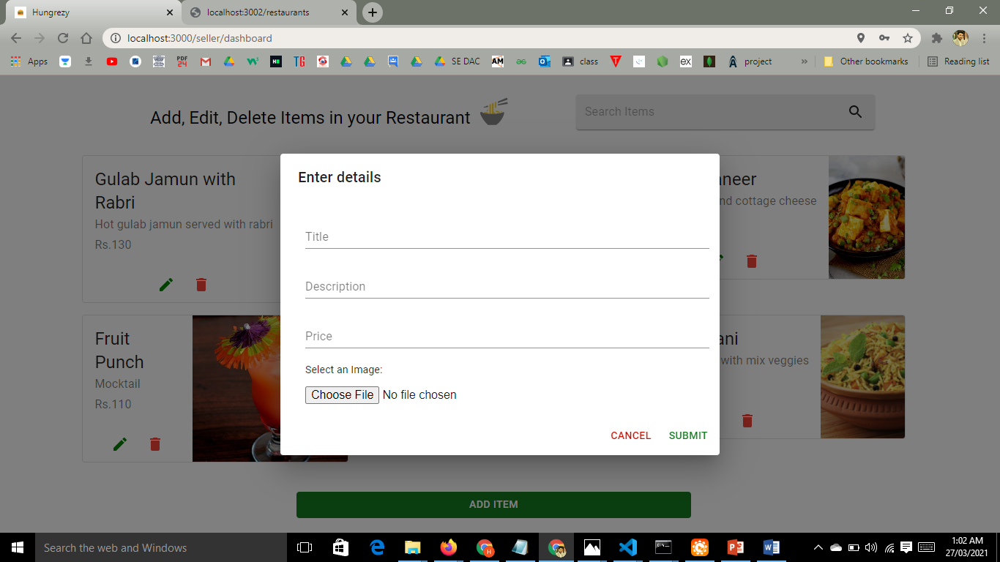 Hungrezy
localhost:3002/restaurants
localhost:3000/seller/dashboard
Apps
PDF 24
TG
SE DAC
AM
class
ex
project
»
Other bookmarks
Reading list
Add, Edit, Delete Items in your Restaurant
Search Items
Gulab Jamun with
Rabri
Hot gulab jamun served with rabri
Rs.130
Enter details
Title
Description
Price
Select an Image:
Choose File No file chosen
CANCEL SUBMIT
Fruit
Punch
Mocktail
Rs.110
nd cottage cheese
with mix veggies
ADD ITEM
Search the web and Windows
1:02 AM
27/03/2021